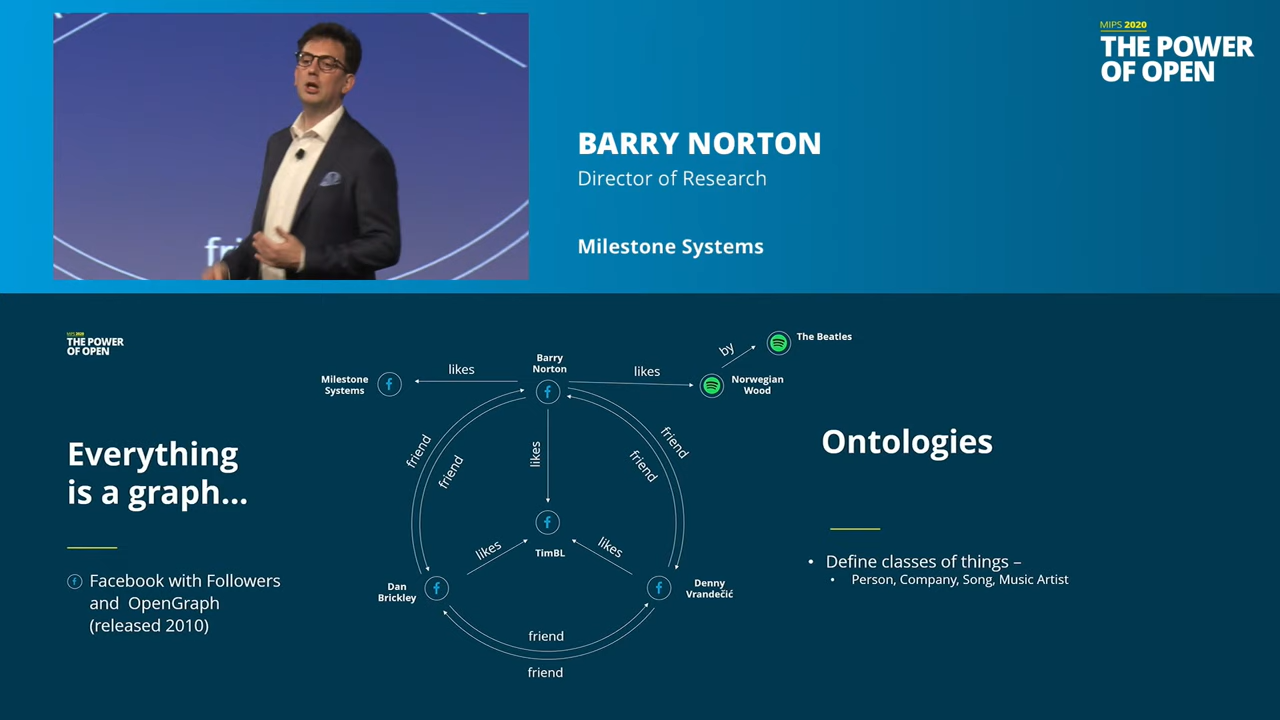 MIPS 2020
THE POWER
OF OPEN
BARRY NORTON
Director of Research
Milestone Systems
MIPS 2020
THE POWER
OF OPEN
Everything
is a graph...
Facebook with Followers
and OpenGraph
(released 2010)
Milestone
Systems
likes
Barry
Norton
likes
Norwegian
Wood
by
The Beatles
friend
friend
likes
friend
friend
TimBL
likes
likes
Dan
Brickley
Denny
Vrandečić
friend
friend
Ontologies
• Define classes of things –
• Person, Company, Song, Music Artist